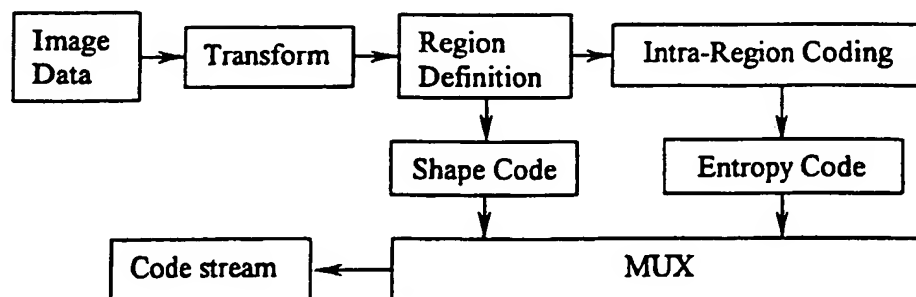 Image
Data
Transform
Region
Definition
Intra-Region Coding
Shape Code
Entropy Code
Code stream
MUX